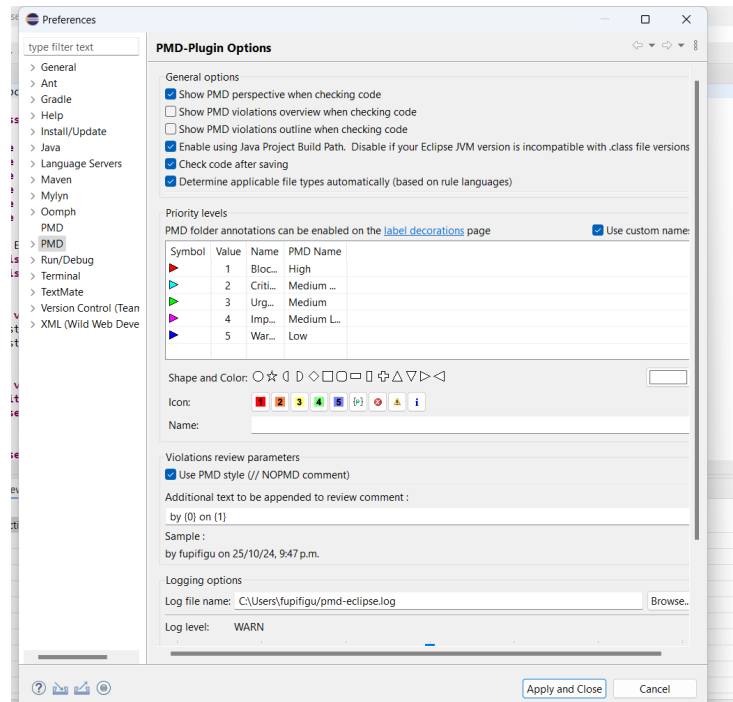 Preferences
type filter text
PMD-Plugin Options
General
Ant
Gradle
Help
Install/Update
Java
Language Servers
Maven
Mylyn
Oomph
PMD
PMD
Run/Debug
Terminal
TextMate
Version Control (Team
XML (Wild Web Deve
General options
Show PMD perspective when checking code
Show PMD violations overview when checking code
Show PMD violations outline when checking code
Enable using Java Project Build Path. Disable if your Eclipse JVM version is incompatible with .class file versions
Check code after saving
Determine applicable file types automatically (based on rule languages)
Priority levels
PMD folder annotations can be enabled on the label decorations page
Use custom names
Symbol Value Name PMD Name
1 Bloc... High
2 Criti... Medium ...
3 Urg... Medium
4 Imp... Medium L...
5 War... Low
Shape and Color:
Icon: 1 2 3 4 5 {P} i
Name:
Violations review parameters
Use PMD style (// NOPMD comment)
Additional text to be appended to review comment :
by {0} on {1}
Sample :
by fupifigu on 25/10/24, 9:47 p.m.
Logging options
Log file name: C:\Users\fupifigu/pmd-eclipse.log Browse..
Log level: WARN
Apply and Close Cancel